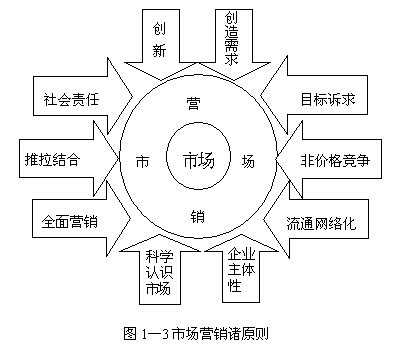 创新
创造需求
社会责任
目标诉求
营
推拉结合
市
市场
场
非价格竞争
销
全面营销
流通网络化
科学
认识
市场
企业
主体
性
图 1—3 市场营销诸原则